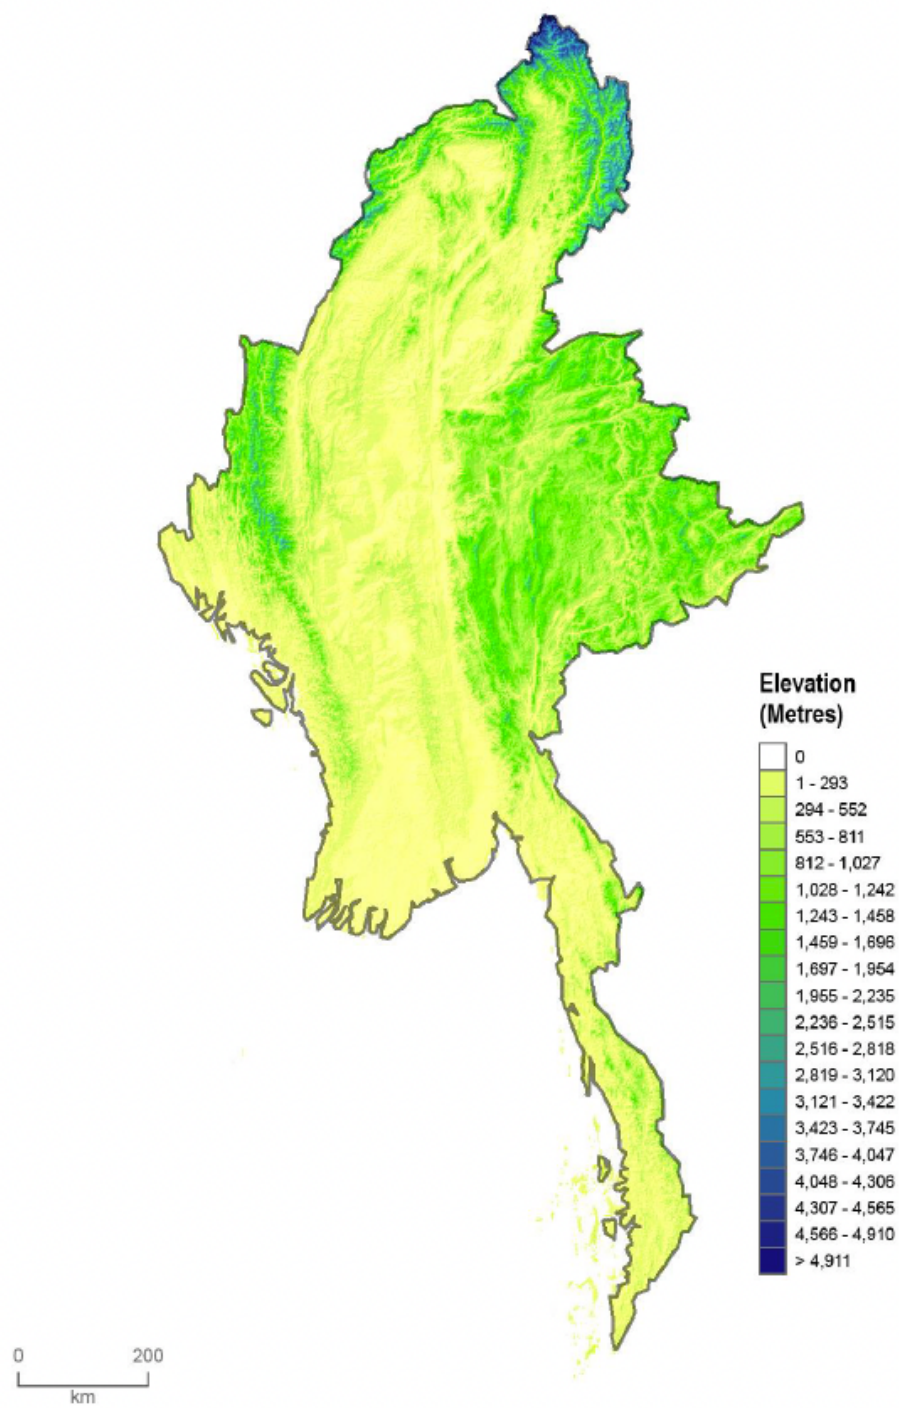 Elevation
(Metres)
0
1 - 293
294 - 552
553 - 811
812 - 1,027
1,028 - 1,242
1,243 - 1,458
1,459 - 1,696
1,697 - 1,954
1,955 - 2,235
2,236 - 2,515
2,516 - 2,818
2,819 - 3,120
3,121 - 3,422
3,423 - 3,745
3,746 - 4,047
4,048 - 4,306
4,307 - 4,565
4,566 - 4,910
> 4,911
0 200
km